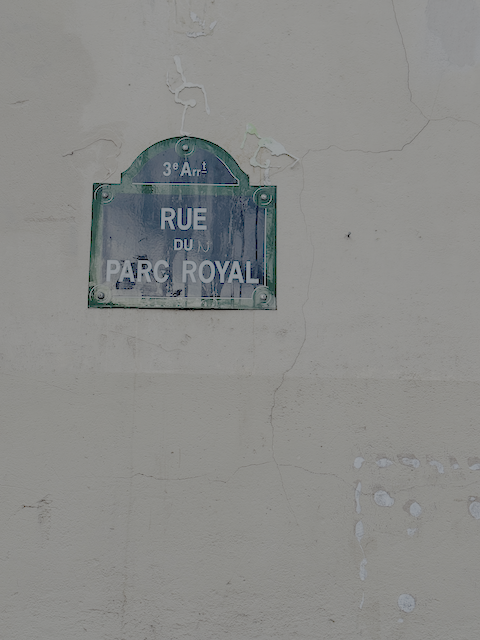 3e Arrt
RUE
DU
PARC ROYAL